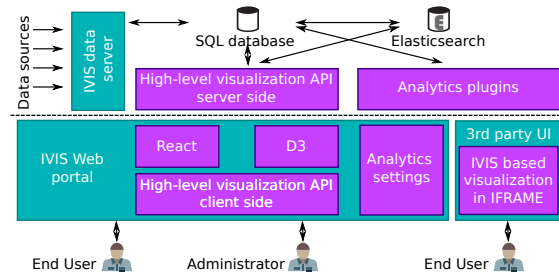 Data sources
IVIS data
server
SQL database
Elasticsearch
High-level visualization API
server side
Analytics plugins
IVIS Web
portal
React
D3
High-level visualization API
client side
Analytics
settings
3rd party UI
IVIS based
visualization
in IFRAME
End User
Administrator
End User